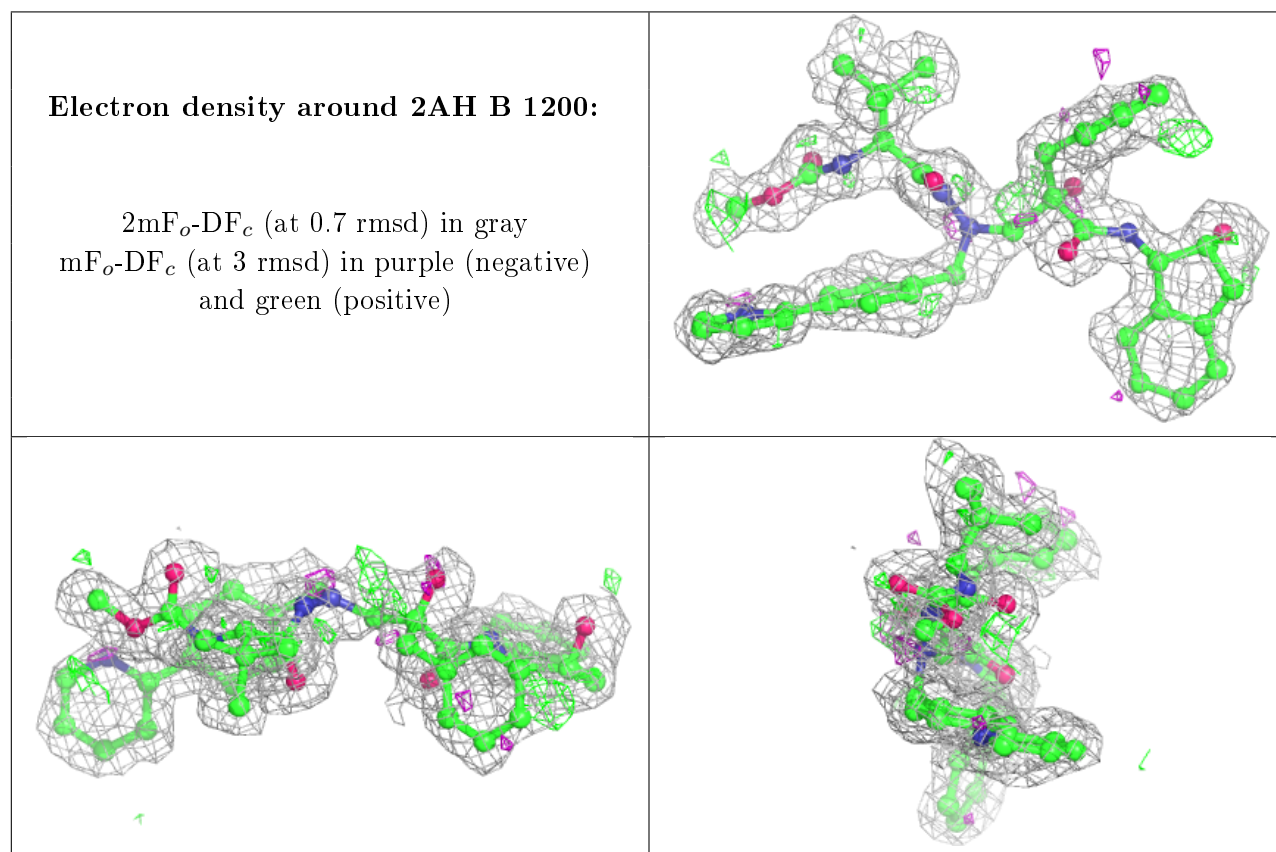 Electron density around 2AH B 1200:
2mFo-DFc (at 0.7 rmsd) in gray
mFo-DFc (at 3 rmsd) in purple (negative)
and green (positive)